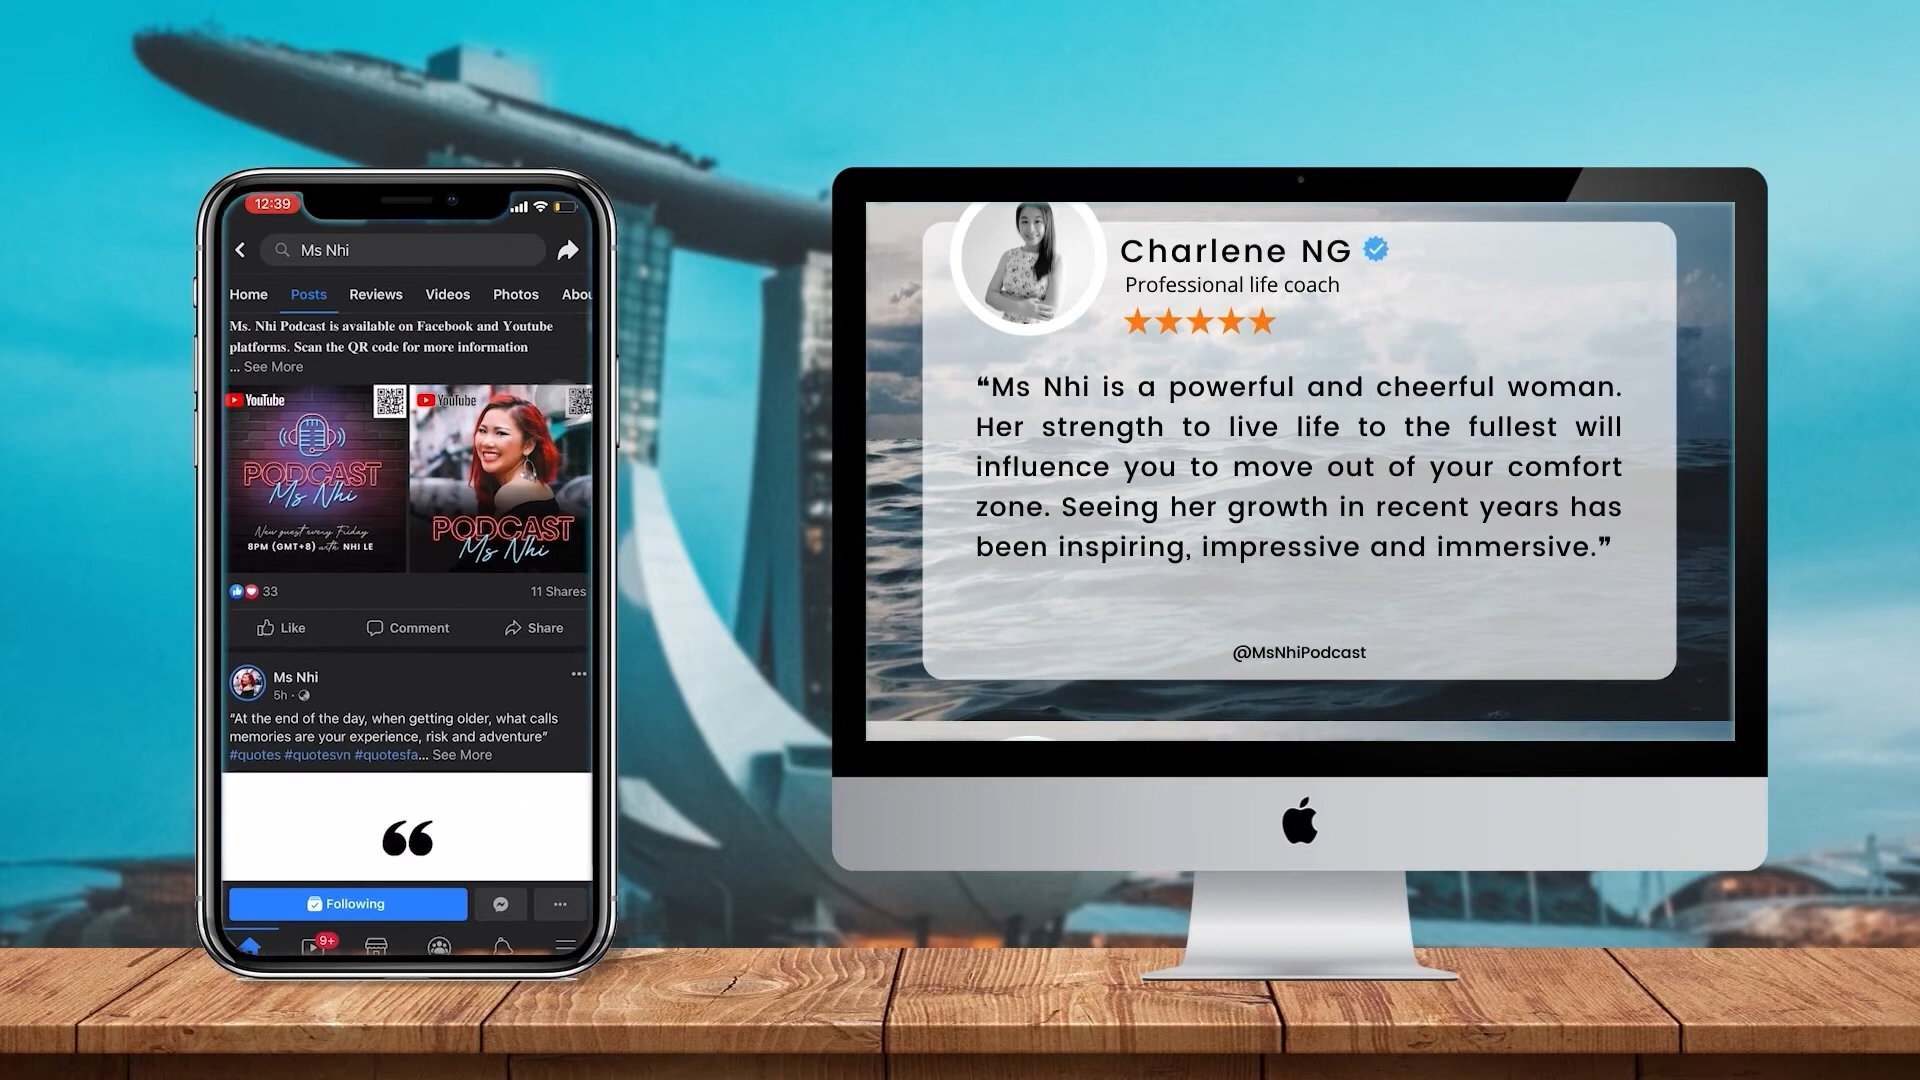 12:39
Ms Nhi
Home Posts Reviews Videos Photos Abou
Ms. Nhi Podcast is available on Facebook and Youtube
platforms. Scan the QR code for more information
... See More
YouTube
PODCAST
Ms Nhi
New guest every Friday
8PM (GMT+8) with NHI LE
YouTube
PODCAST
Ms Nhi
33
11 Shares
Like Comment Share
Ms Nhi
5h ·
“At the end of the day, when getting older, what calls
memories are your experience, risk and adventure”
#quotes #quotesvn #quotesfa... See More
“
Following
9+
Charlene NG
Professional life coach
“Ms Nhi is a powerful and cheerful woman.
Her strength to live life to the fullest will
influence you to move out of your comfort
zone. Seeing her growth in recent years has
been inspiring, impressive and immersive.”
@MsNhiPodcast